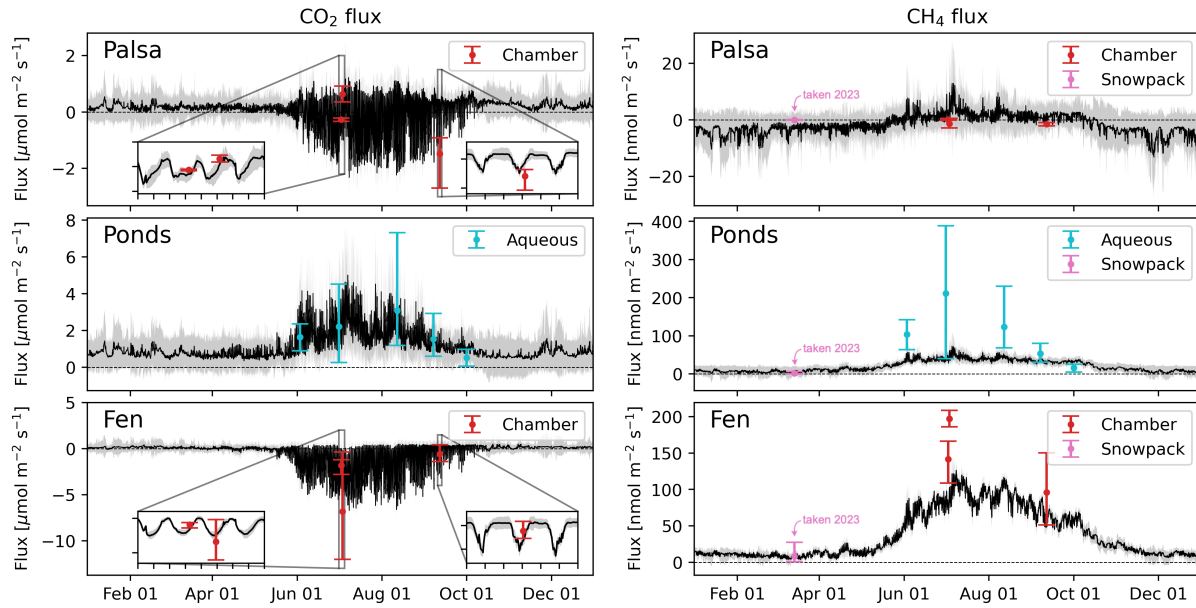 CO₂ flux
CH₄ flux
Palsa
Chamber
2
0
−2
Flux [μmol m⁻² s⁻¹]
Palsa
Chamber
Snowpack
taken 2023
20
0
−20
Flux [nmol m⁻² s⁻¹]
Ponds
Aqueous
8
6
4
2
0
Flux [μmol m⁻² s⁻¹]
Ponds
Aqueous
Snowpack
taken 2023
400
300
200
100
0
Flux [nmol m⁻² s⁻¹]
Fen
Chamber
5
0
−5
−10
Flux [μmol m⁻² s⁻¹]
Feb 01 Apr 01 Jun 01 Aug 01 Oct 01 Dec 01
Fen
Chamber
Snowpack
taken 2023
200
150
100
50
0
Flux [nmol m⁻² s⁻¹]
Feb 01 Apr 01 Jun 01 Aug 01 Oct 01 Dec 01